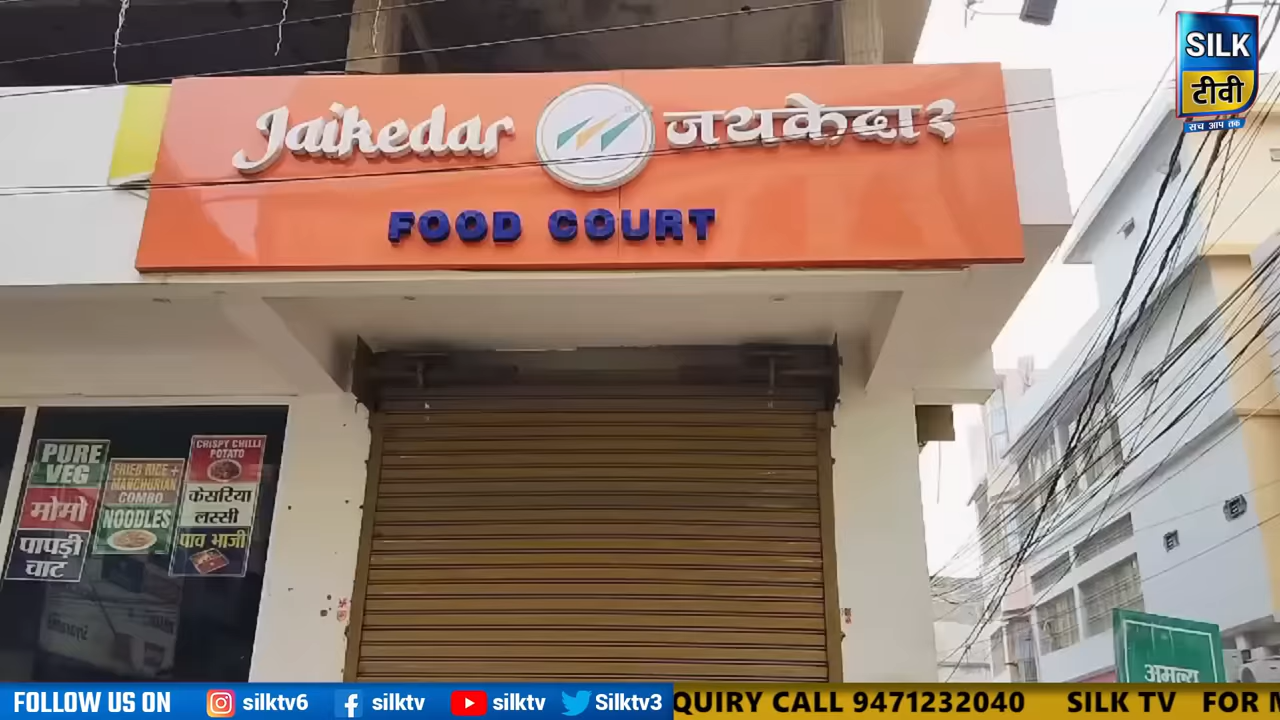 SILK
टीवी
सच आप तक
Jaikedar जयकेदार
FOOD COURT
PURE
VEG
मोमो
पापड़ी
चाट
FRIED RICE +
MANCHURIAN
COMBO
NOODLES
CRISPY CHILLI
POTATO
केसरिया
लस्सी
पाव भाजी
अमूल्य
FOLLOW US ON silktv6 silktv silktv Silktv3
QUIRY CALL 9471232040 SILK TV FOR